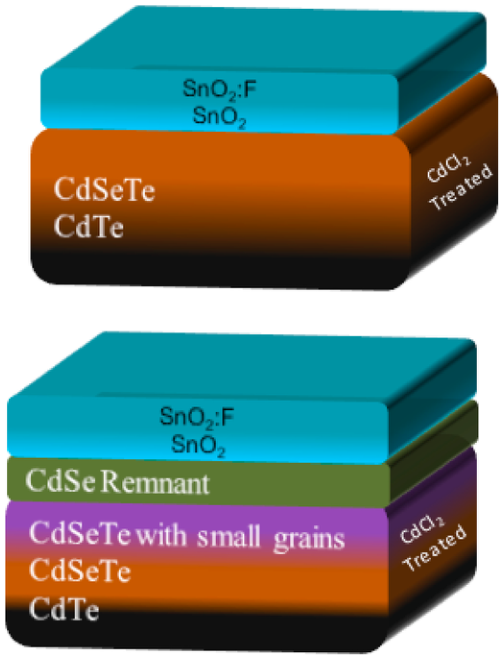 SnO₂:F
SnO₂
CdSeTe
CdTe
CdCl₂
Treated
SnO₂:F
SnO₂
CdSe Remnant
CdSeTe with small grains
CdSeTe
CdTe
CdCl₂
Treated